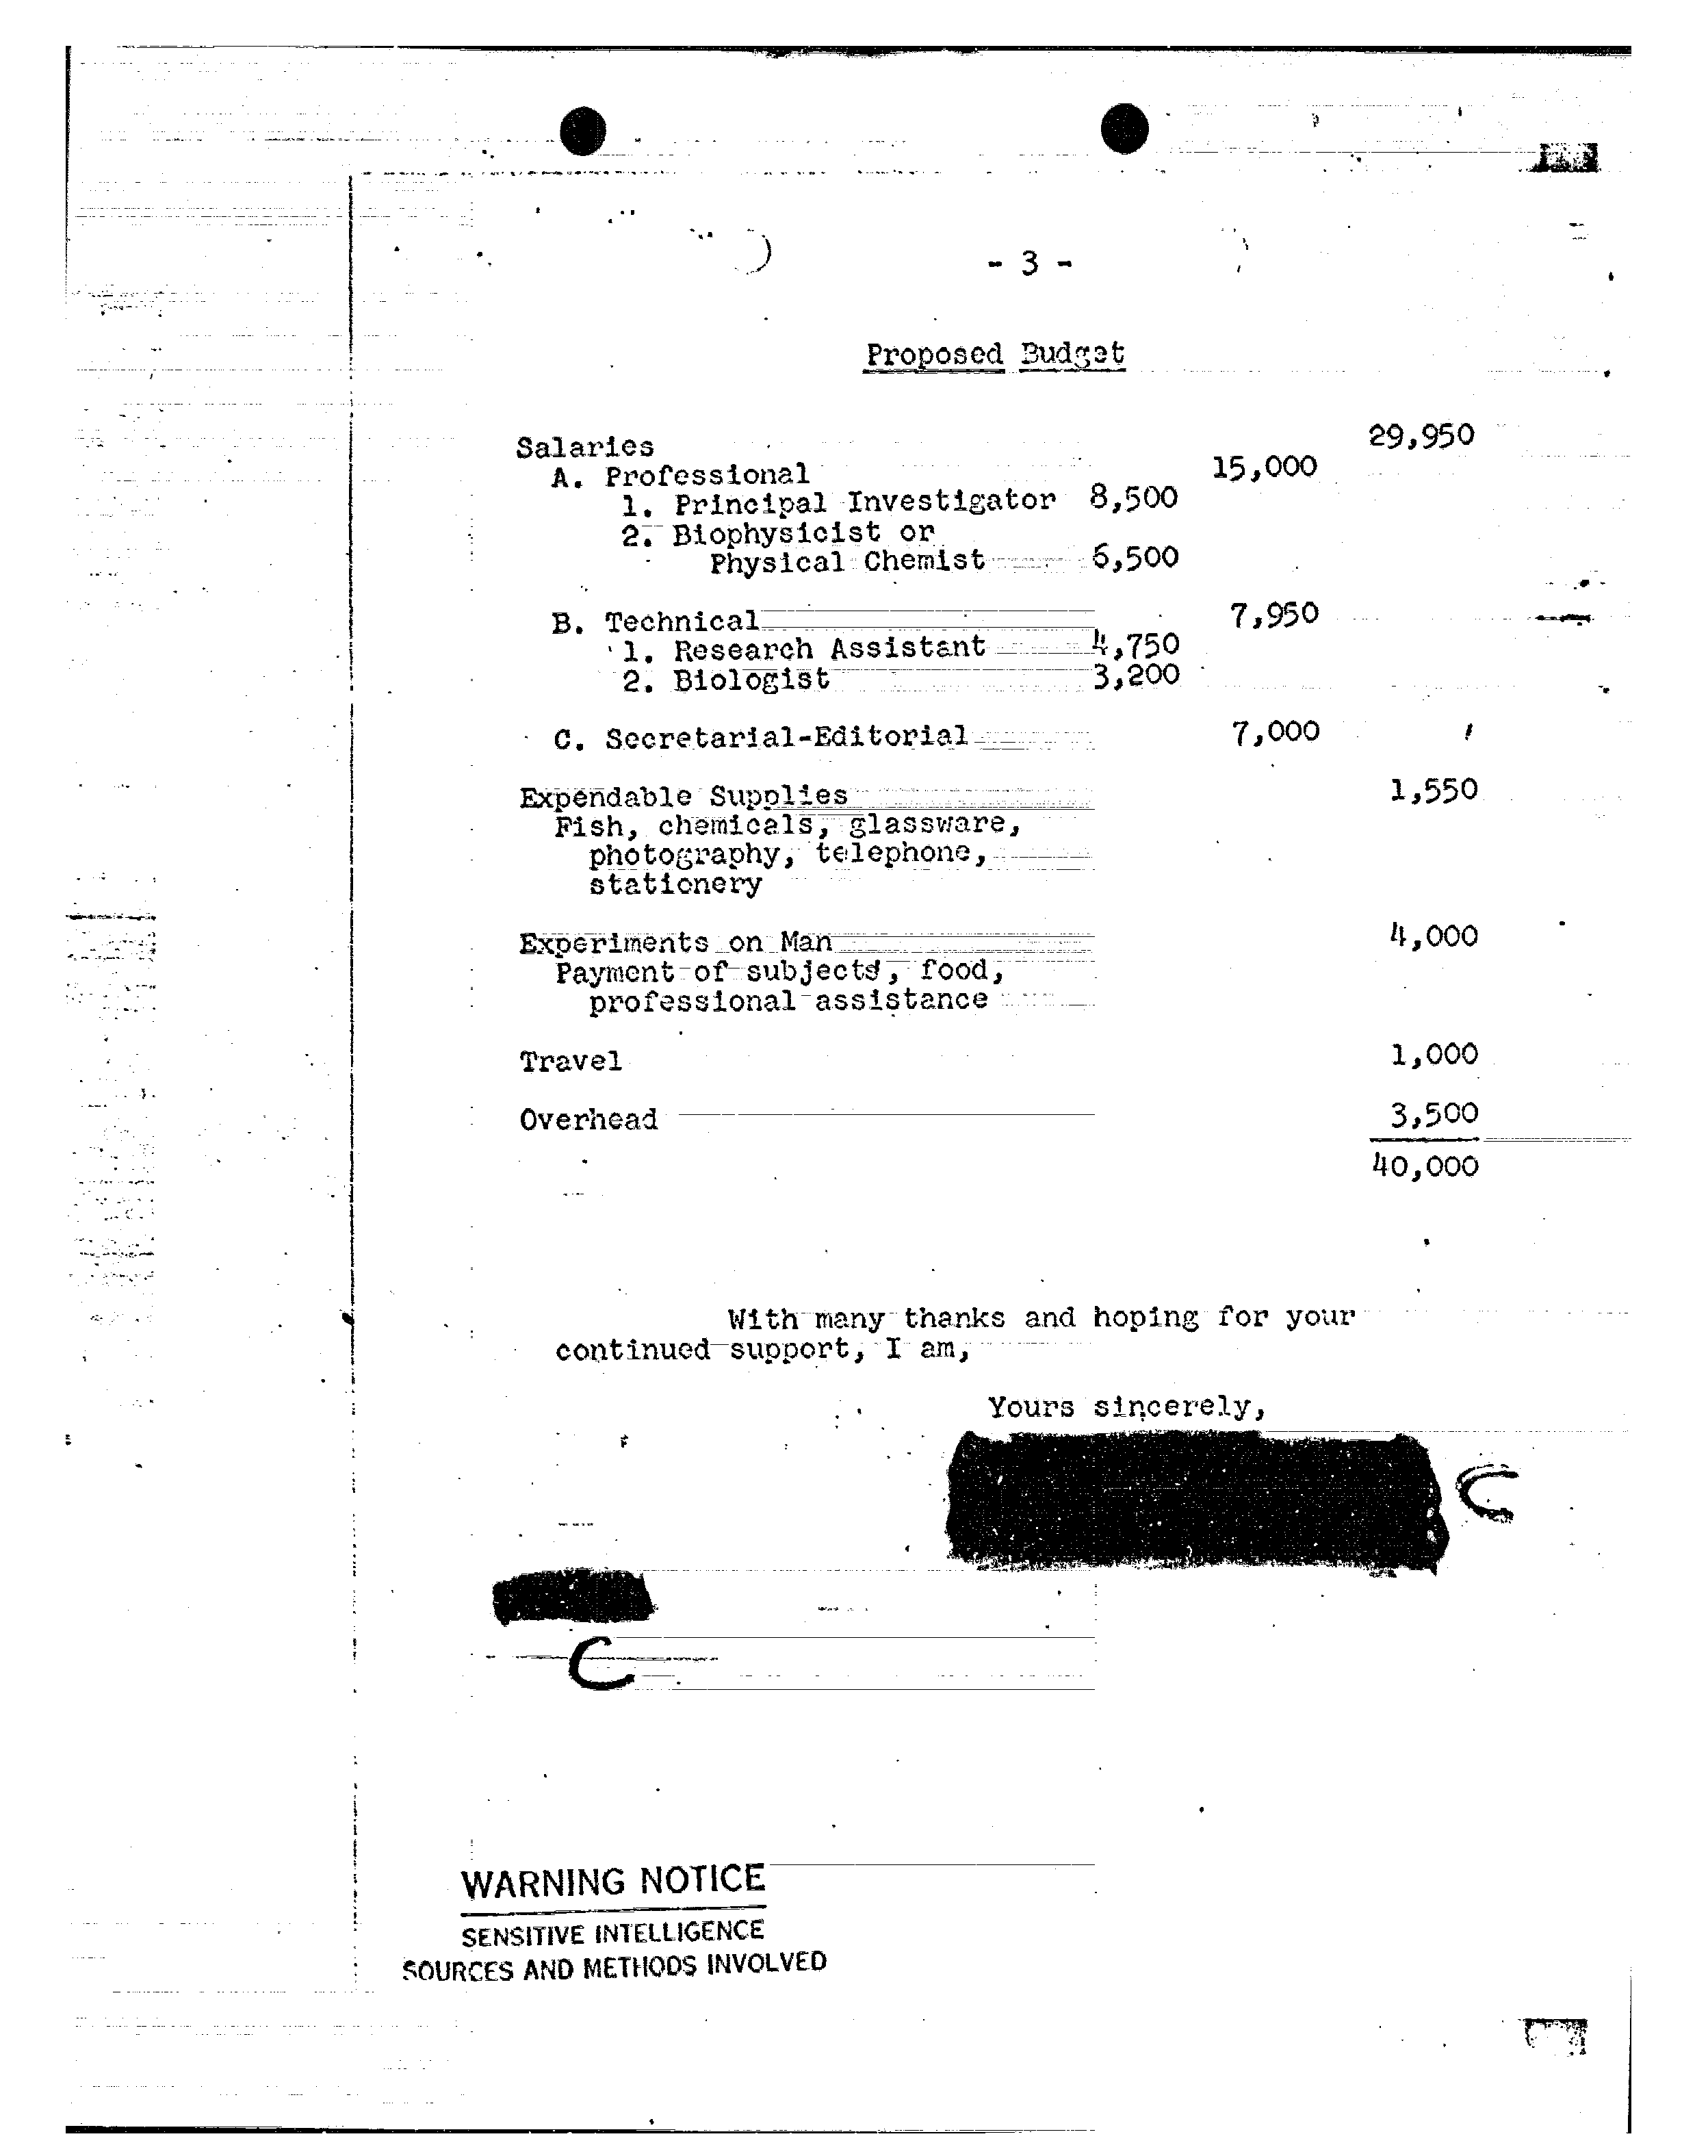 - 3 -
Proposed Budget
Salaries 29,950
A. Professional 15,000
1. Principal Investigator 8,500
2. Biophysicist or
Physical Chemist 6,500
B. Technical 7,950
1. Research Assistant 4,750
2. Biologist 3,200
C. Secretarial-Editorial 7,000
Expendable Supplies 1,550
Fish, chemicals, glassware,
photography, telephone,
stationery
Experiments on Man 4,000
Payment of subjects, food,
professional assistance
Travel 1,000
Overhead 3,500
40,000
With many thanks and hoping for your
continued support, I am,
Yours sincerely,
C
C
WARNING NOTICE
SENSITIVE INTELLIGENCE
SOURCES AND METHODS INVOLVED